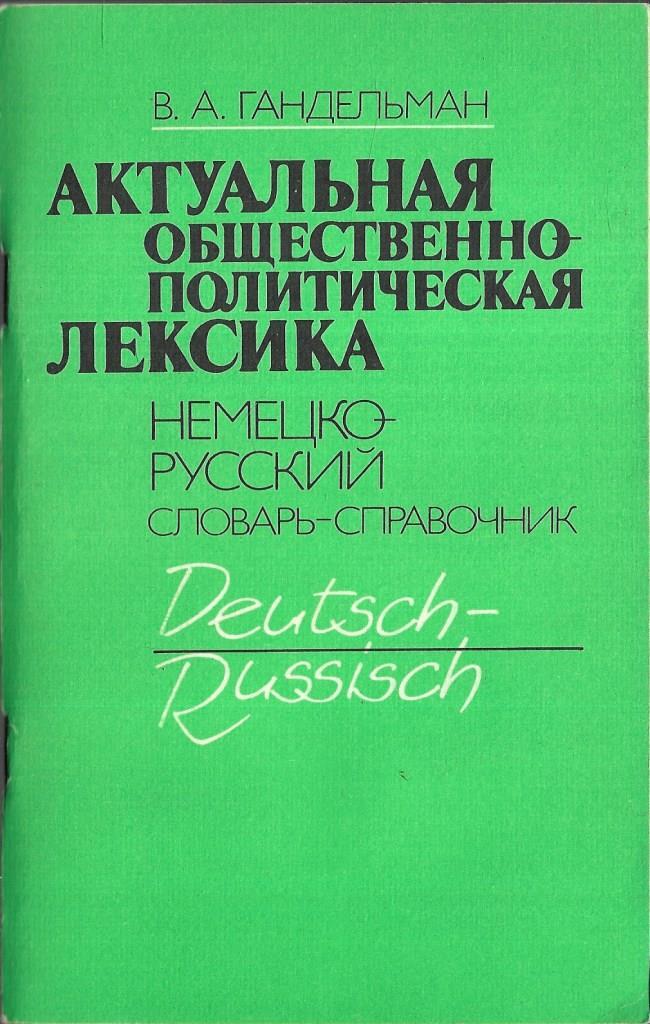 В. А. ГАНДЕЛЬМАН
АКТУАЛЬНАЯ
ОБЩЕСТВЕННО-
ПОЛИТИЧЕСКАЯ
ЛЕКСИКА
НЕМЕЦКО-
РУССКИЙ
СЛОВАРЬ-СПРАВОЧНИК
Deutsch-
Russisch